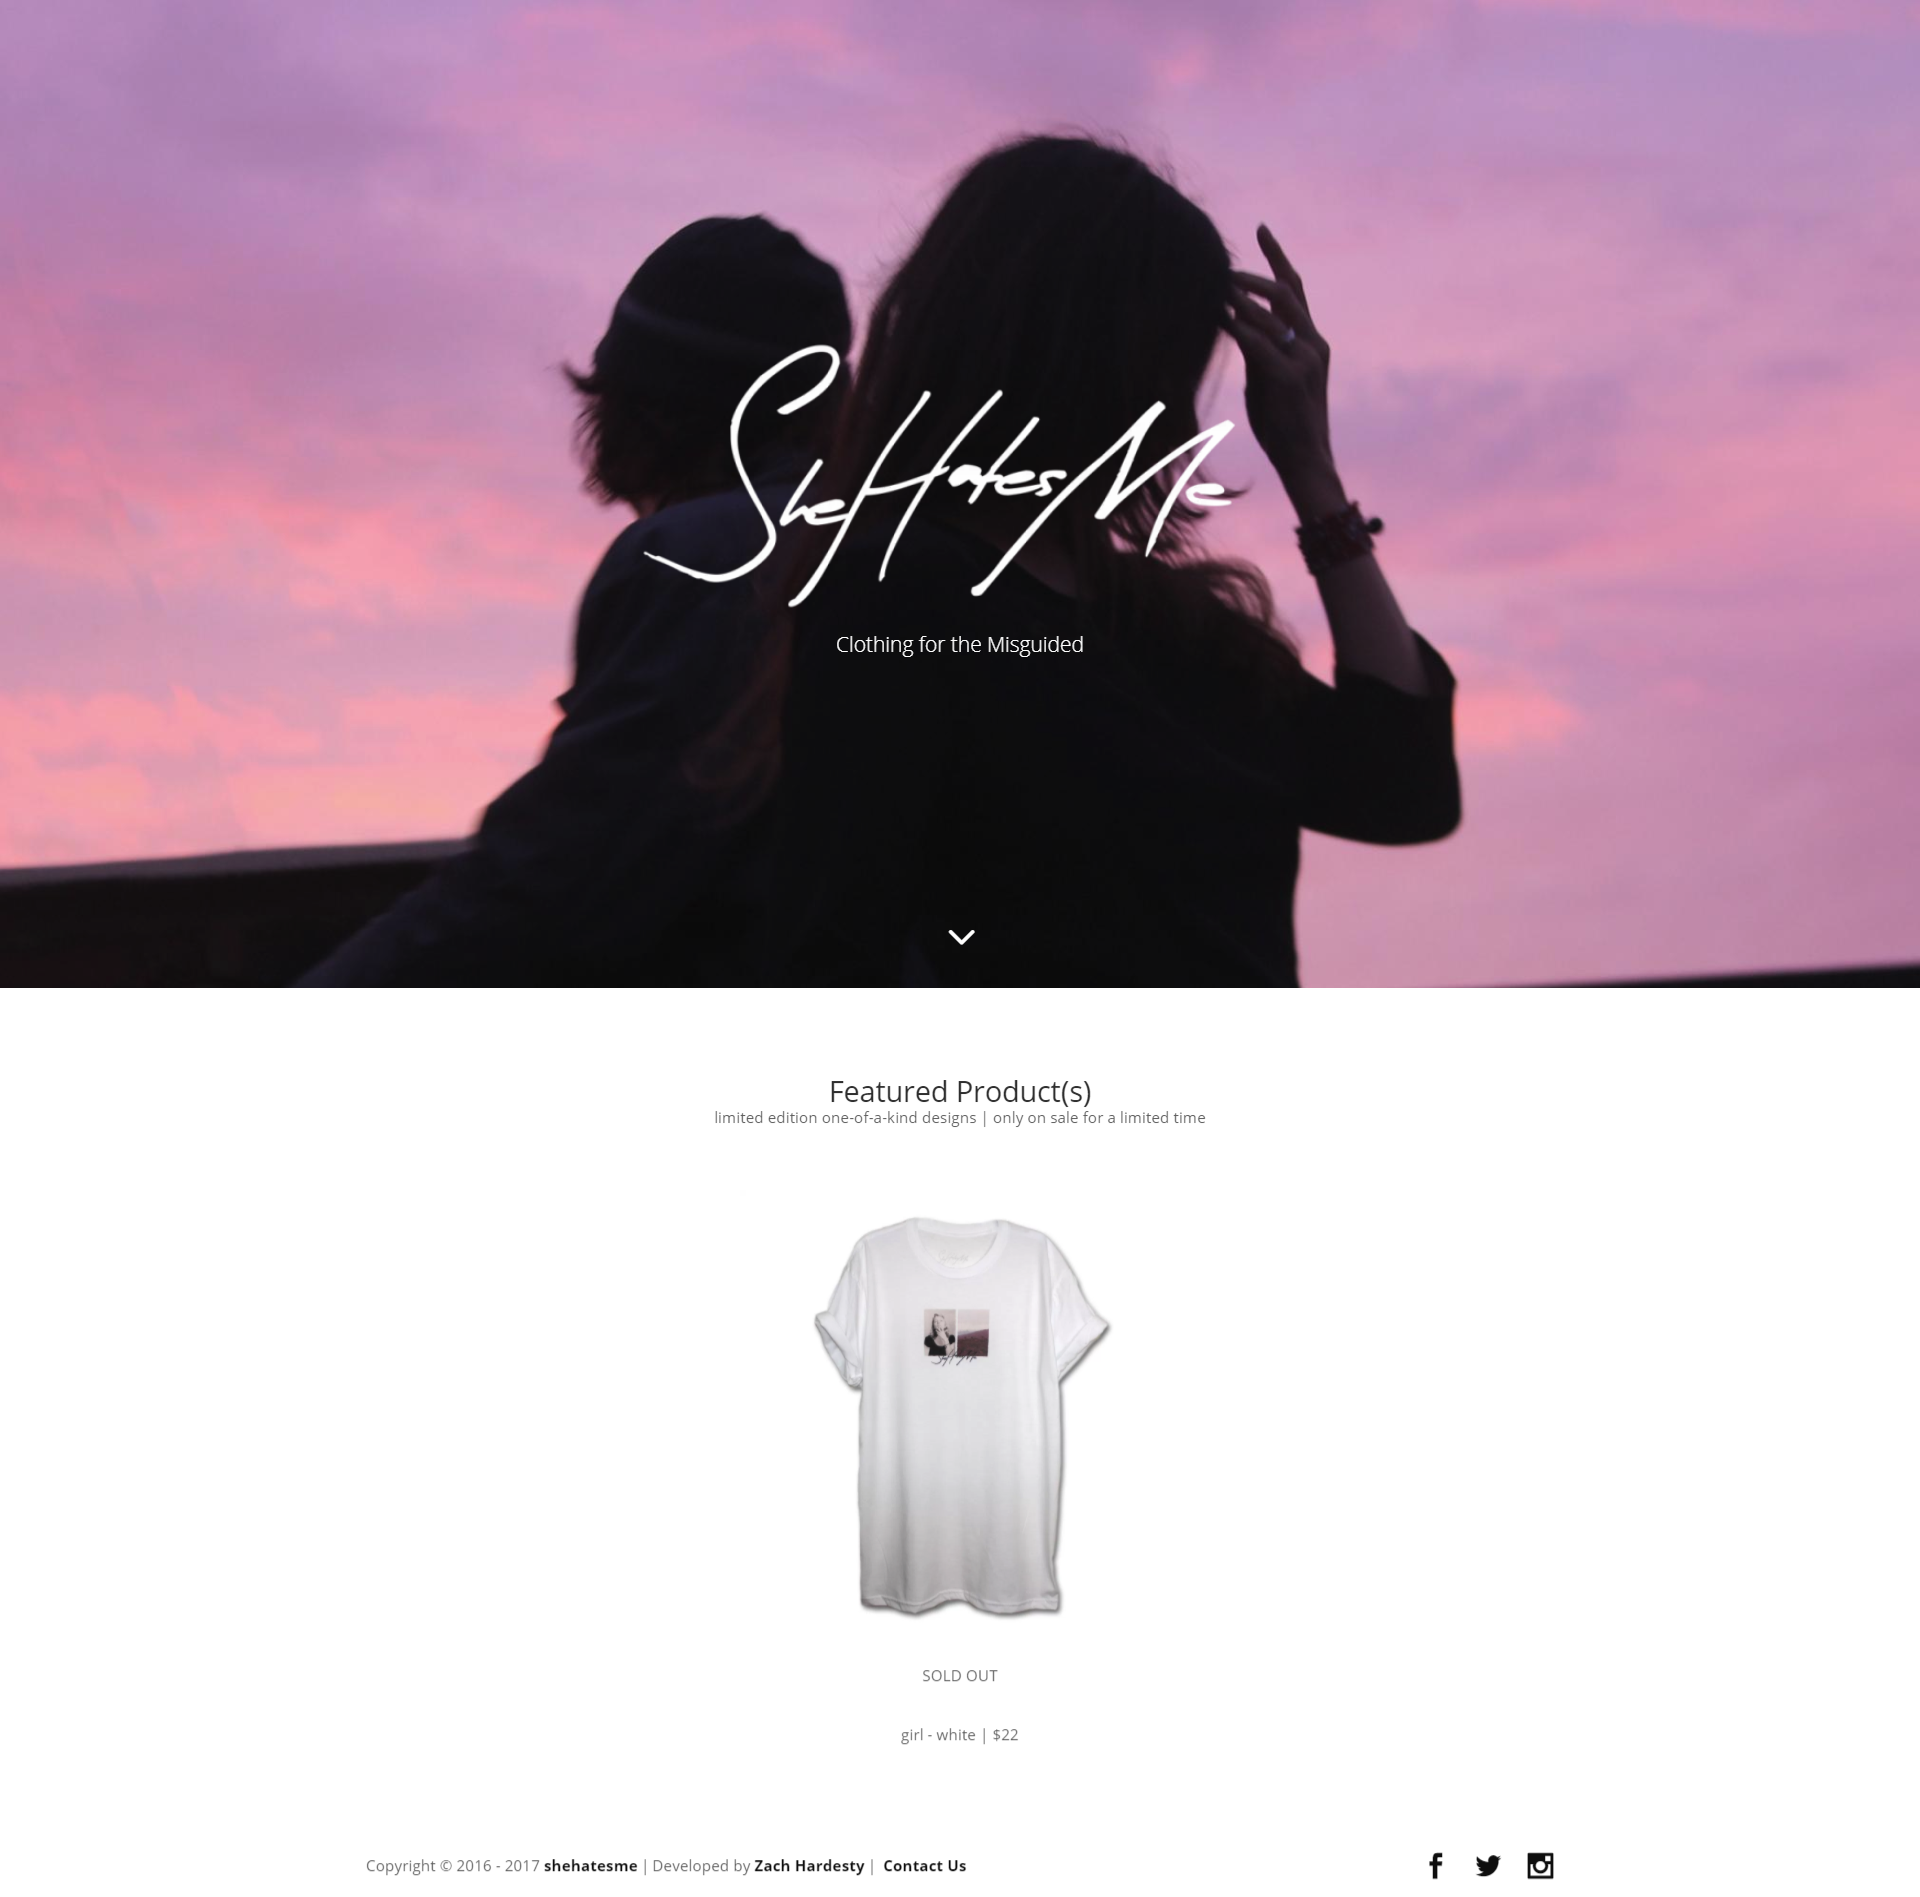 SheHatesMe
Clothing for the Misguided
Featured Product(s)
limited edition one-of-a-kind designs | only on sale for a limited time
SheHatesMe
SOLD OUT
girl - white | $22
Copyright © 2016 - 2017 shehatesme | Developed by Zach Hardesty | Contact Us